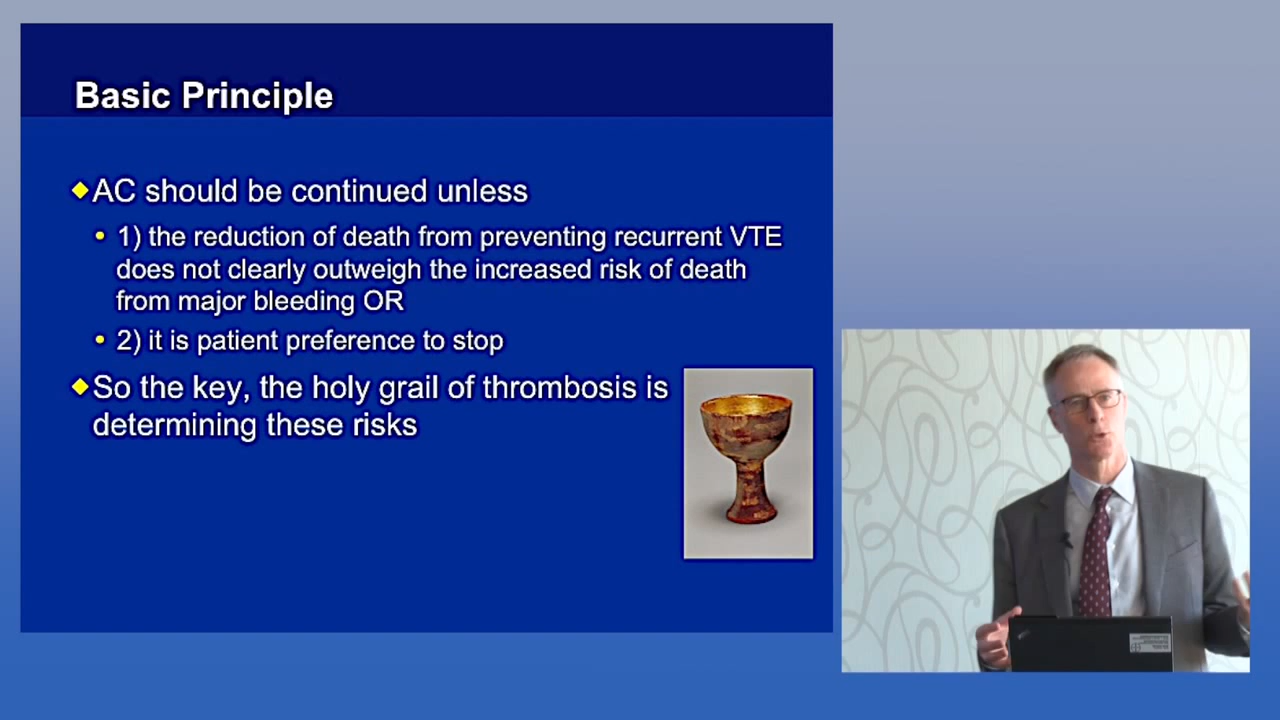 Basic Principle
AC should be continued unless
1) the reduction of death from preventing recurrent VTE
does not clearly outweigh the increased risk of death
from major bleeding OR
2) it is patient preference to stop
So the key, the holy grail of thrombosis is
determining these risks